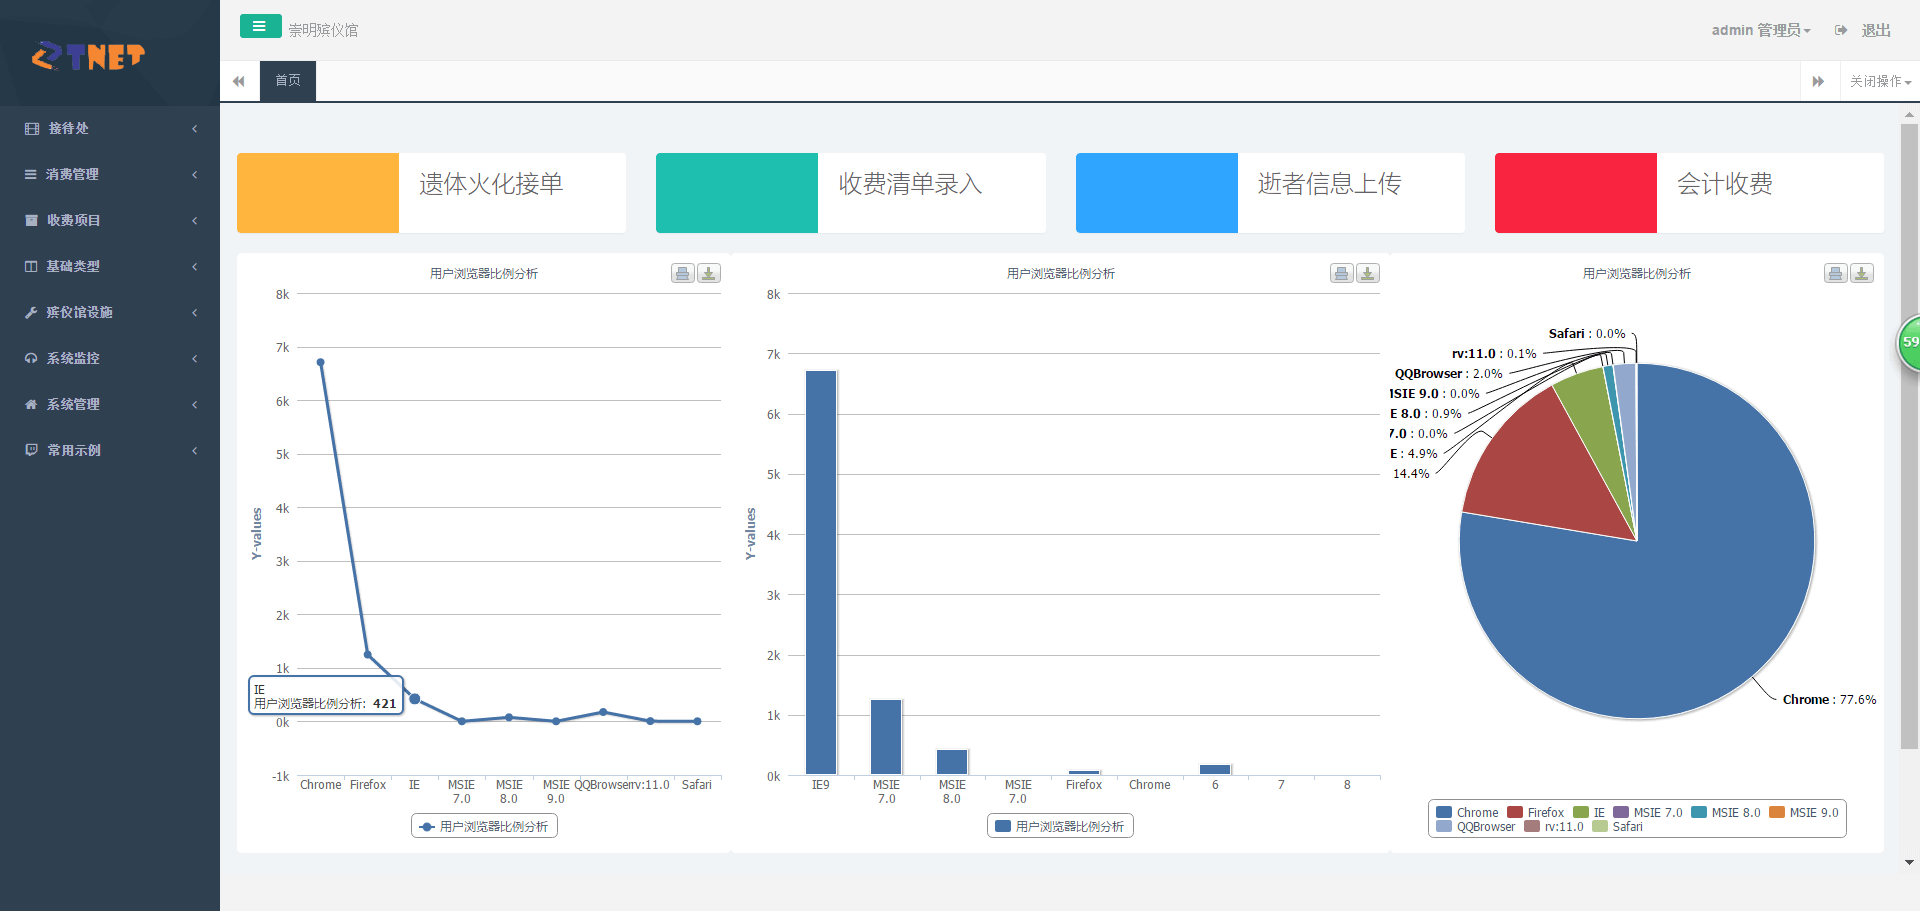 TNET
崇明殡仪馆
admin 管理员
退出
首页
关闭操作
接待处
消费管理
收费项目
基础类型
殡仪馆设施
系统监控
系统管理
常用示例
遗体火化接单
收费清单录入
逝者信息上传
会计收费
用户浏览器比例分析
8k
7k
6k
5k
4k
3k
2k
1k
0k
-1k
Y-values
IE
用户浏览器比例分析: 421
Chrome Firefox IE MSIE 7.0 MSIE 8.0 MSIE 9.0 QQBrowser rv:11.0 Safari
用户浏览器比例分析
用户浏览器比例分析
8k
7k
6k
5k
4k
3k
2k
1k
0k
Y-values
IE9 MSIE 7.0 MSIE 8.0 MSIE 7.0 Firefox Chrome 6 7 8
用户浏览器比例分析
用户浏览器比例分析
Safari : 0.0%
rv:11.0 : 0.1%
QQBrowser : 2.0%
MSIE 9.0 : 0.0%
E 8.0 : 0.9%
7.0 : 0.0%
E : 4.9%
14.4%
Chrome : 77.6%
Chrome Firefox IE MSIE 7.0 MSIE 8.0 MSIE 9.0
QQBrowser rv:11.0 Safari
59